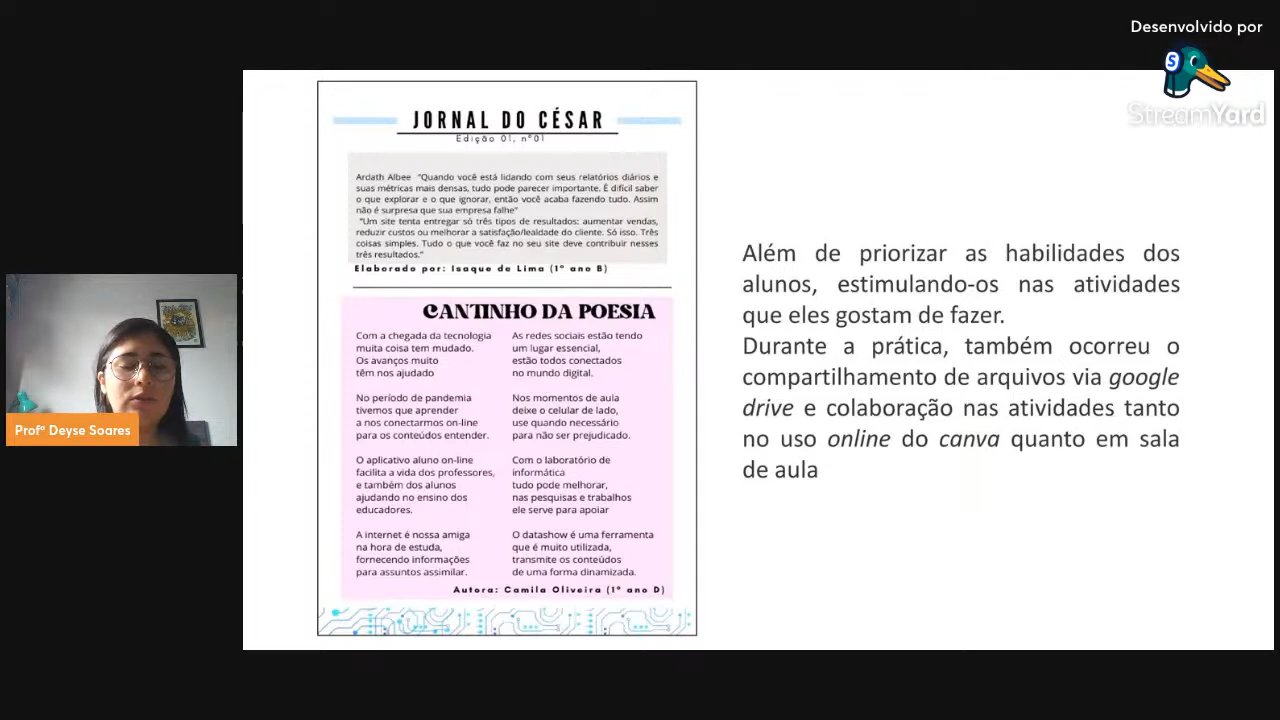 Desenvolvido por
S
StreamYard
JORNAL DO CÉSAR
Edição 01, nº01
Ardath Albee "Quando você está lidando com seus relatórios diários e
suas métricas mais densas, tudo pode parecer importante. É difícil saber
o que explorar e o que ignorar, então você acaba fazendo tudo. Assim
não é surpresa que sua empresa falhe"
"Um site tenta entregar só três tipos de resultados: aumentar vendas,
reduzir custos ou melhorar a satisfação/lealdade do cliente. Só isso. Três
coisas simples. Tudo o que você faz no seu site deve contribuir nesses
três resultados."
Elaborado por: Isaque de Lima (1º ano B)
CANTINHO DA POESIA
Com a chegada da tecnologia
muita coisa tem mudado.
Os avanços muito
têm nos ajudado
No período de pandemia
tivemos que aprender
a nos conectarmos on-line
para os conteúdos entender.
O aplicativo aluno on-line
facilita a vida dos professores,
e também dos alunos
ajudando no ensino dos
educadores.
A internet é nossa amiga
na hora de estuda,
fornecendo informações
para assuntos assimilar.
As redes sociais estão tendo
um lugar essencial,
estão todos conectados
no mundo digital.
Nos momentos de aula
deixe o celular de lado,
use quando necessário
para não ser prejudicado.
Com o laboratório de
informática
tudo pode melhorar,
nas pesquisas e trabalhos
ele serve para apoiar
O datashow é uma ferramenta
que é muito utilizada,
transmite os conteúdos
de uma forma dinamizada.
Autora: Camila Oliveira (1º ano D)
Além de priorizar as habilidades dos
alunos, estimulando-os nas atividades
que eles gostam de fazer.
Durante a prática, também ocorreu o
compartilhamento de arquivos via google
drive e colaboração nas atividades tanto
no uso online do canva quanto em sala
de aula
Profª Deyse Soares